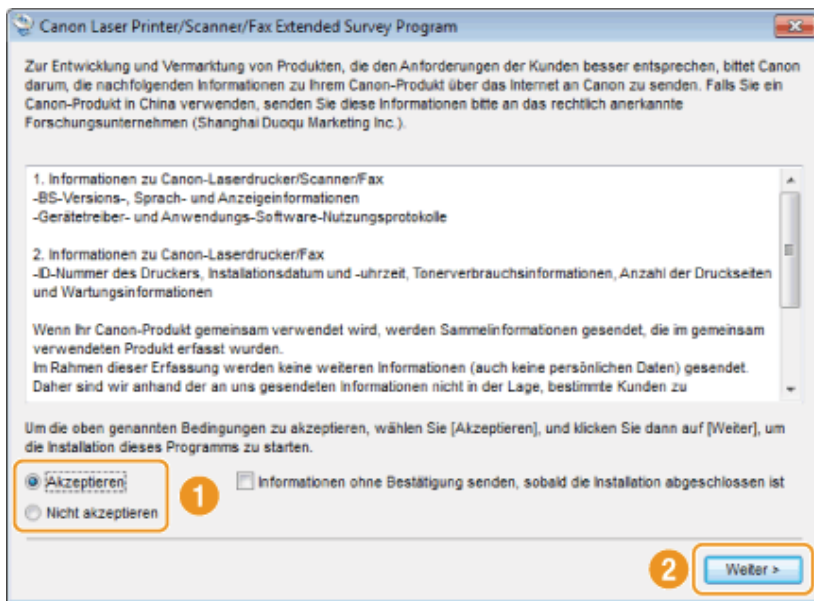 Canon Laser Printer/Scanner/Fax Extended Survey Program
Zur Entwicklung und Vermarktung von Produkten, die den Anforderungen der Kunden besser entsprechen, bittet Canon
darum, die nachfolgenden Informationen zu Ihrem Canon-Produkt über das Internet an Canon zu senden. Falls Sie ein
Canon-Produkt in China verwenden, senden Sie diese Informationen bitte an das rechtlich anerkannte
Forschungsunternehmen (Shanghai Duoqu Marketing Inc.).
1. Informationen zu Canon-Laserdrucker/Scanner/Fax
-BS-Versions-, Sprach- und Anzeigeinformationen
-Gerätetreiber- und Anwendungs-Software-Nutzungsprotokolle
2. Informationen zu Canon-Laserdrucker/Fax
-ID-Nummer des Druckers, Installationsdatum und -uhrzeit, Tonerverbrauchsinformationen, Anzahl der Druckseiten
und Wartungsinformationen
Wenn Ihr Canon-Produkt gemeinsam verwendet wird, werden Sammelinformationen gesendet, die im gemeinsam
verwendeten Produkt erfasst wurden.
Im Rahmen dieser Erfassung werden keine weiteren Informationen (auch keine persönlichen Daten) gesendet.
Daher sind wir anhand der an uns gesendeten Informationen nicht in der Lage, bestimmte Kunden zu
Um die oben genannten Bedingungen zu akzeptieren, wählen Sie [Akzeptieren], und klicken Sie dann auf [Weiter], um
die Installation dieses Programms zu starten.
Akzeptieren 1 Informationen ohne Bestätigung senden, sobald die Installation abgeschlossen ist
Nicht akzeptieren
2 Weiter >